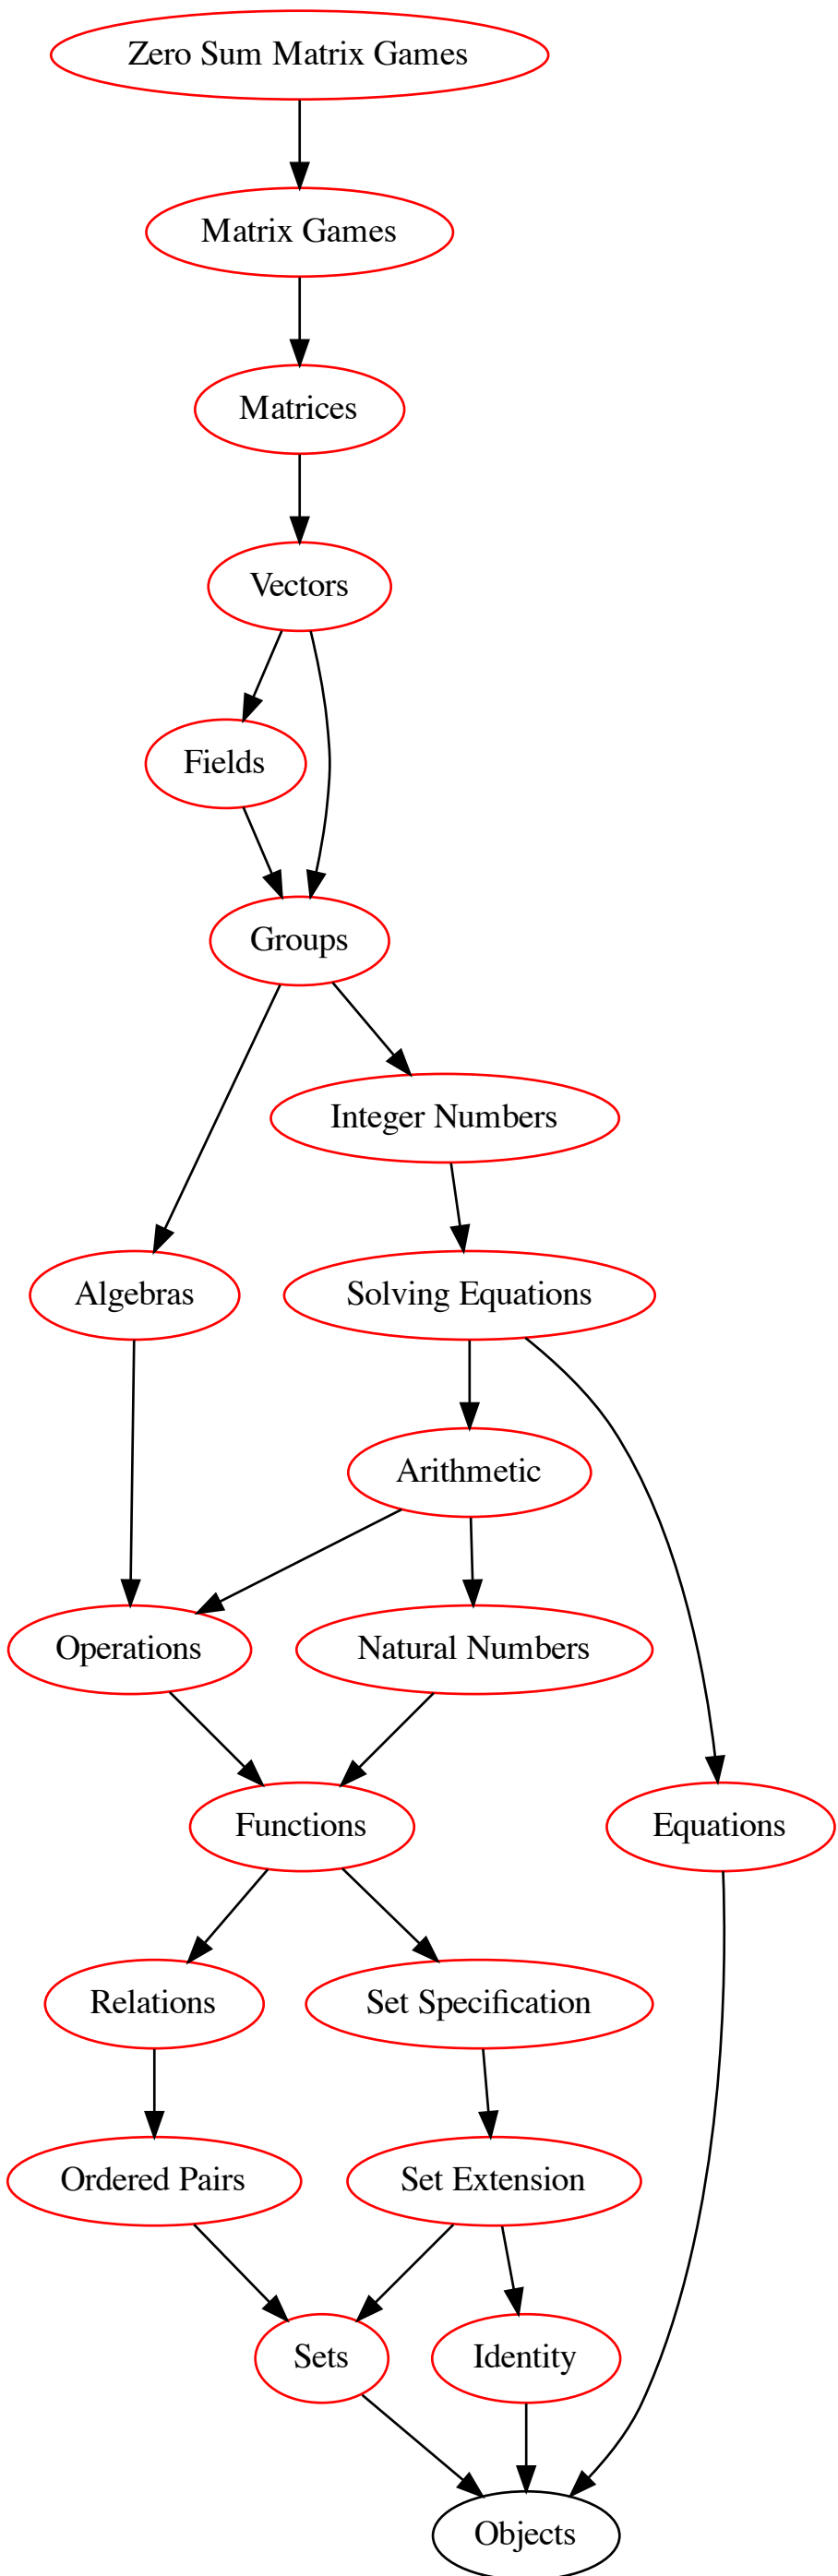 Zero Sum Matrix Games
Matrix Games
Matrices
Vectors
Fields
Groups
Integer Numbers
Algebras
Solving Equations
Arithmetic
Operations
Natural Numbers
Functions
Equations
Relations
Set Specification
Ordered Pairs
Set Extension
Sets
Identity
Objects